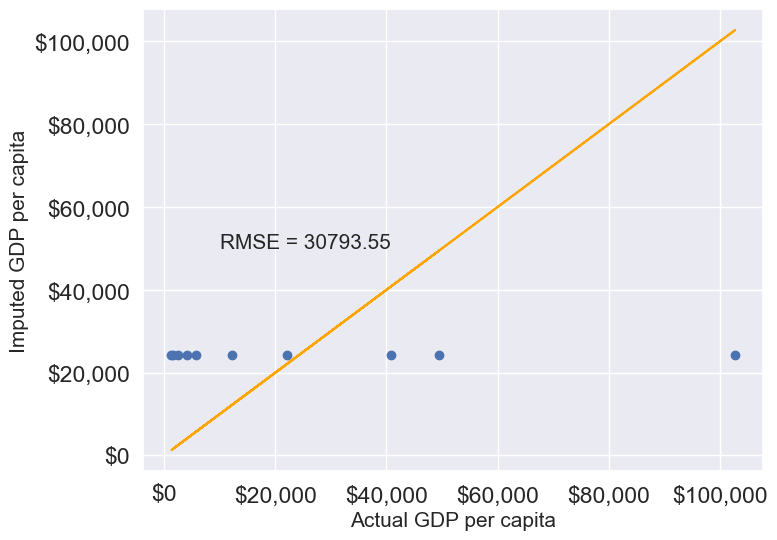 $100,000
$80,000
$60,000
$40,000
$20,000
$0
Imputed GDP per capita
RMSE = 30793.55
$0 $20,000 $40,000 $60,000 $80,000 $100,000
Actual GDP per capita